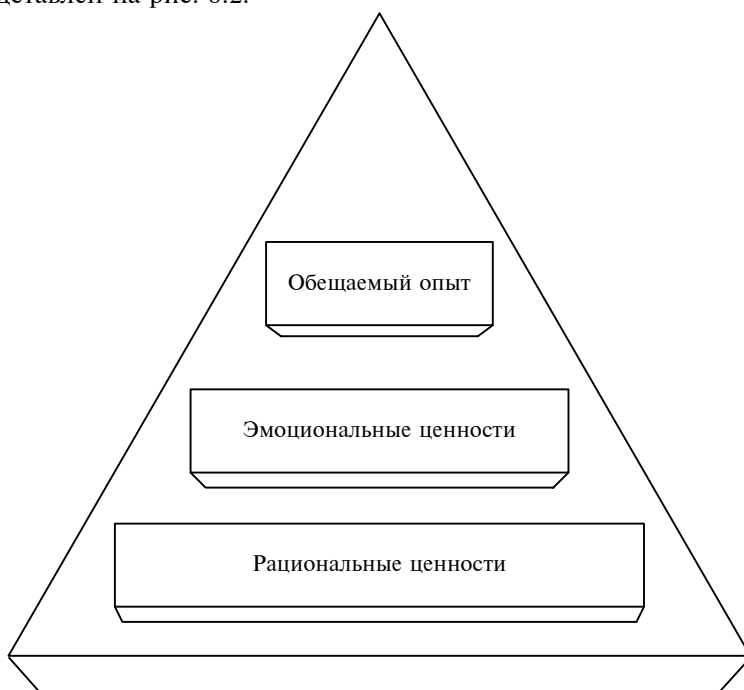 дставлен на рис. 6.2.
Обещаемый опыт
Эмоциональные ценности
Рациональные ценности